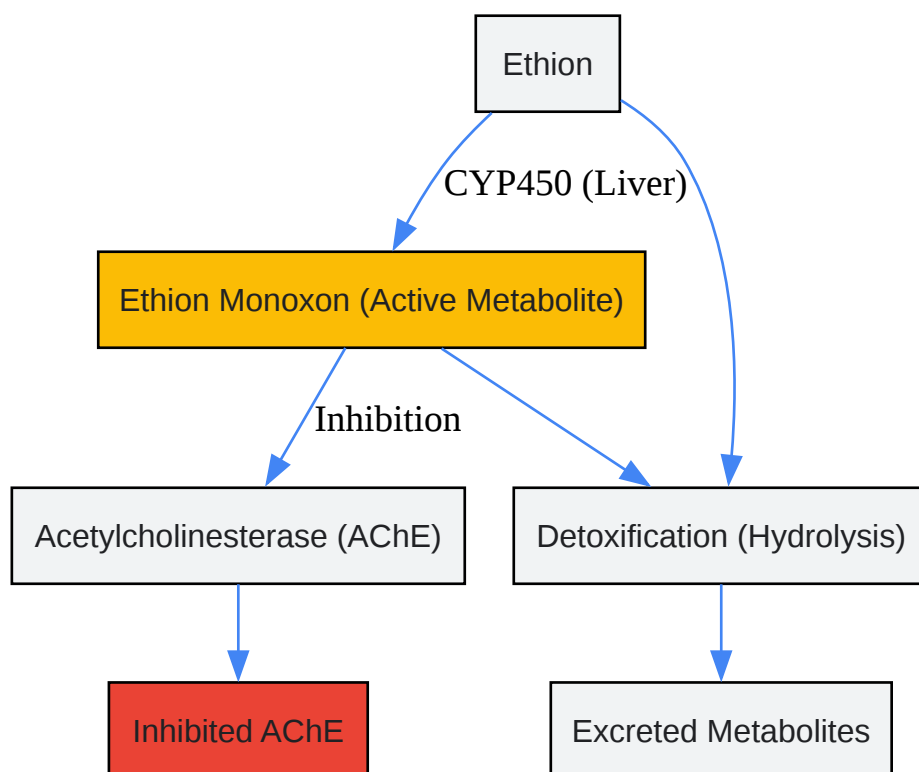 Ethion
CYP450 (Liver)
Ethion Monoxon (Active Metabolite)
Inhibition
Acetylcholinesterase (AChE)
Detoxification (Hydrolysis)
Inhibited AChE
Excreted Metabolites